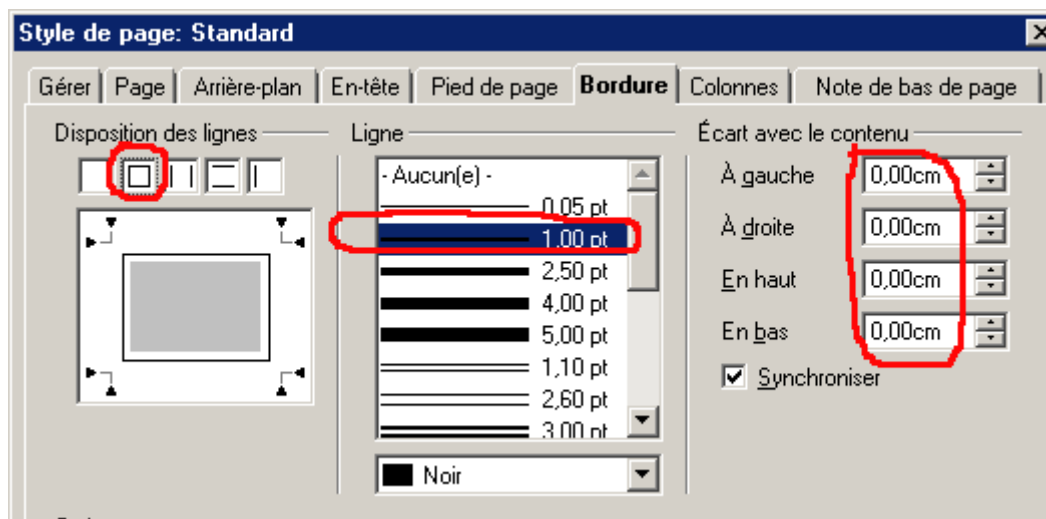 Style de page: Standard
Gérer Page Arrière-plan En-tête Pied de page Bordure Colonnes Note de bas de page
Disposition des lignes
Ligne
- Aucun(e) -
0,05 pt
1,00 pt
2,50 pt
4,00 pt
5,00 pt
1,10 pt
2,60 pt
3,00 pt
Noir
Écart avec le contenu
À gauche 0,00cm
À droite 0,00cm
En haut 0,00cm
En bas 0,00cm
Synchroniser